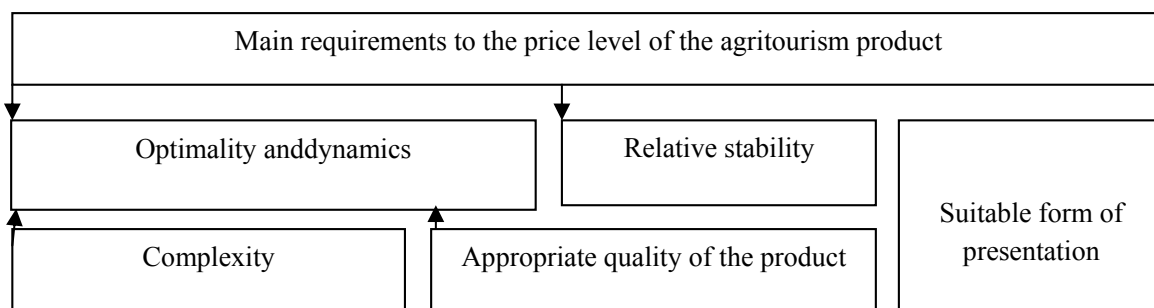 Main requirements to the price level of the agritourism product
Optimality anddynamics
Relative stability
Suitable form of
presentation
Complexity
Appropriate quality of the product